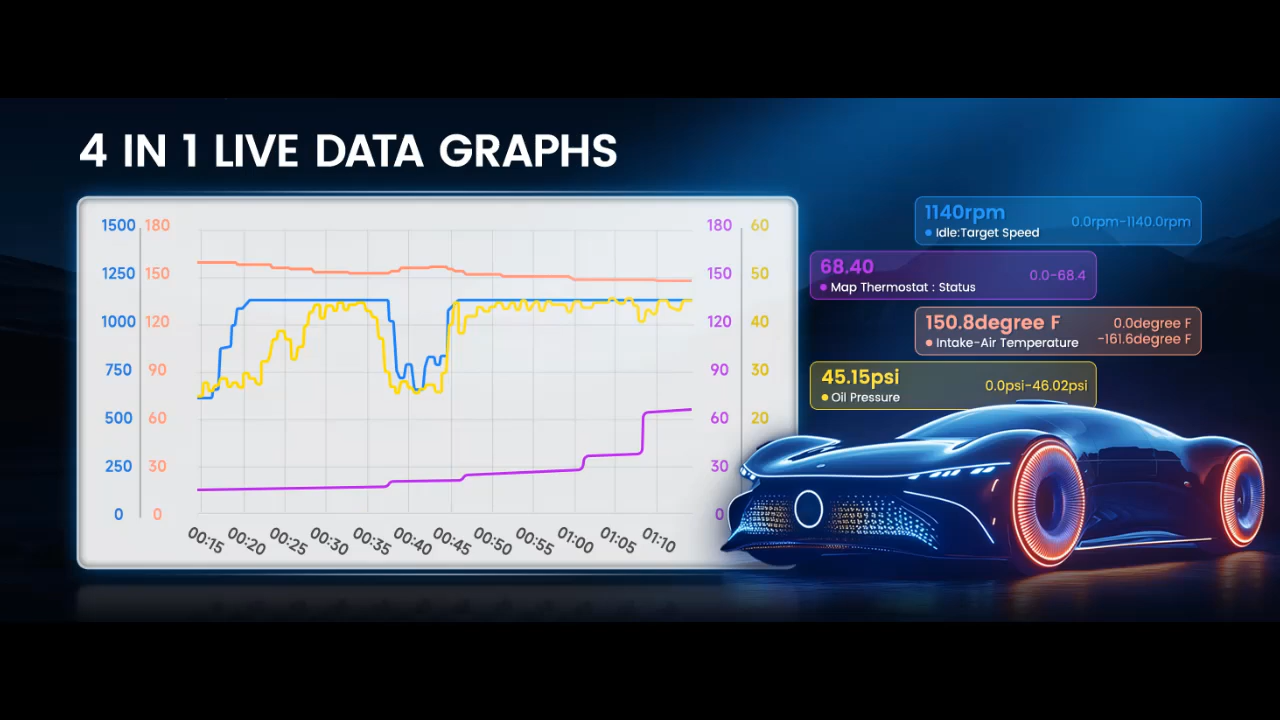 4 IN 1 LIVE DATA GRAPHS
1500 180
1250 150
1000 120
750 90
500 60
250 30
0 0
180 60
150 50
120 40
90 30
60 20
30
0
00:15 00:20 00:25 00:30 00:35 00:40 00:45 00:50 00:55 01:00 01:05 01:10
1140rpm
Idle:Target Speed
0.0rpm-1140.0rpm
68.40
Map Thermostat : Status
0.0-68.4
150.8degree F
Intake-Air Temperature
0.0degree F
-161.6degree F
45.15psi
Oil Pressure
0.0psi-46.02psi